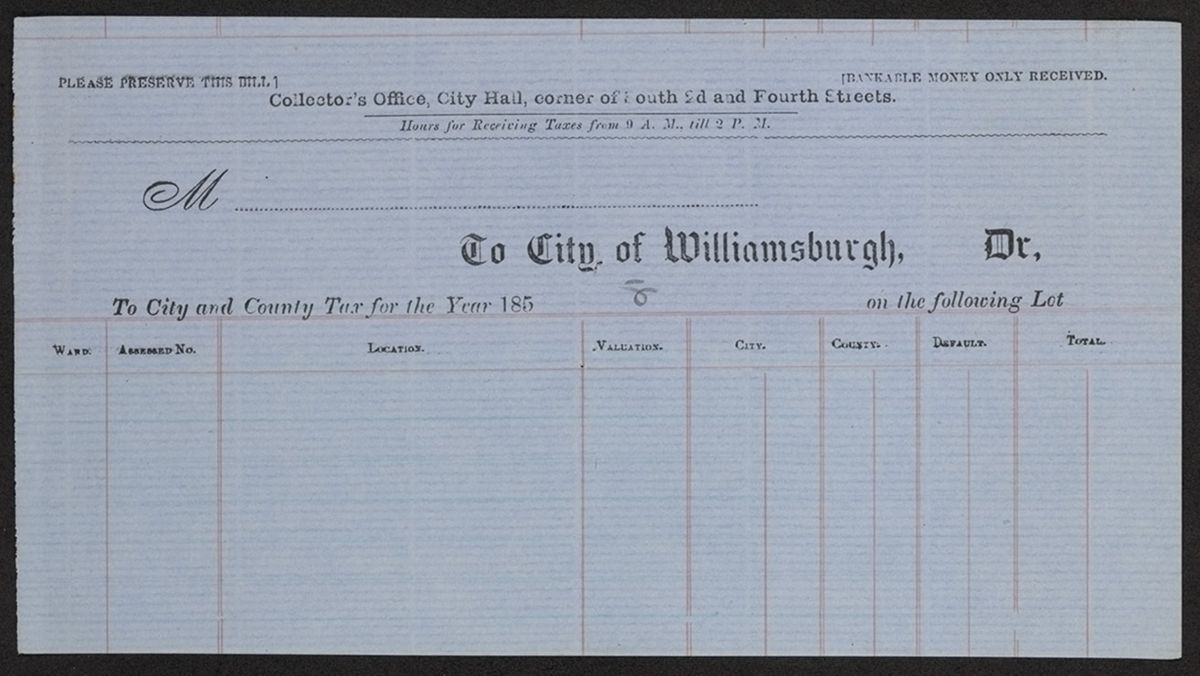 PLEASE PRESERVE THIS BILL] [BANKABLE MONEY ONLY RECEIVED.
Collector's Office, City Hall, corner of South 2d and Fourth Streets.
Hours for Receiving Taxes from 9 A. M., till 2 P. M.
M
To City of Williamsburgh, Dr,
To City and County Tax for the Year 185 on the following Lot
WARD. ASSESSED NO. LOCATION. VALUATION. CITY. COUNTY. DEFAULT. TOTAL.